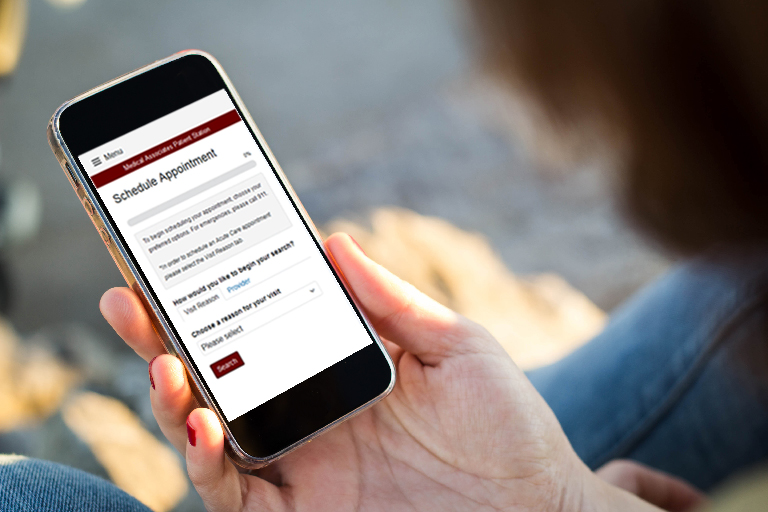 Menu
Medical Associates Patient Station
Schedule Appointment
0%
To begin scheduling your appointment, choose your
preferred options. For emergencies, please call 911.
*In order to schedule an Acute Care appointment
please select the Visit Reason tab.
How would you like to begin your search?
Visit Reason Provider
Choose a reason for your visit
Please select
Search